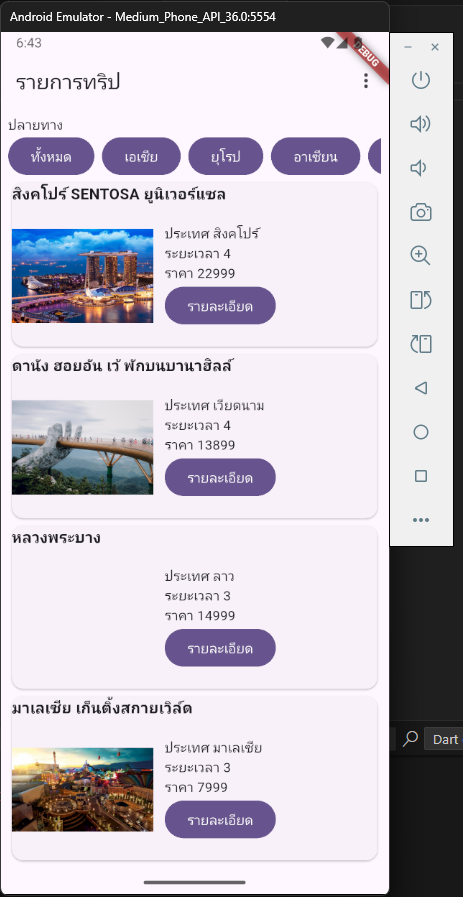 Android Emulator - Medium_Phone_API_36.0:5554
6:43
DEBUG
รายการทริป
ปลายทาง
ทั้งหมด เอเชีย ยุโรป อาเซียน
สิงคโปร์ SENTOSA ยูนิเวอร์แซล
ประเทศ สิงคโปร์
ระยะเวลา 4
ราคา 22999
รายละเอียด
ดานัง ฮอยอัน เว้ พักบนบานาฮิลล์
ประเทศ เวียดนาม
ระยะเวลา 4
ราคา 13899
รายละเอียด
หลวงพระบาง
ประเทศ ลาว
ระยะเวลา 3
ราคา 14999
รายละเอียด
มาเลเซีย เก็นติ้งสกายเวิล์ด
ประเทศ มาเลเซีย
ระยะเวลา 3
ราคา 7999
รายละเอียด
Dart